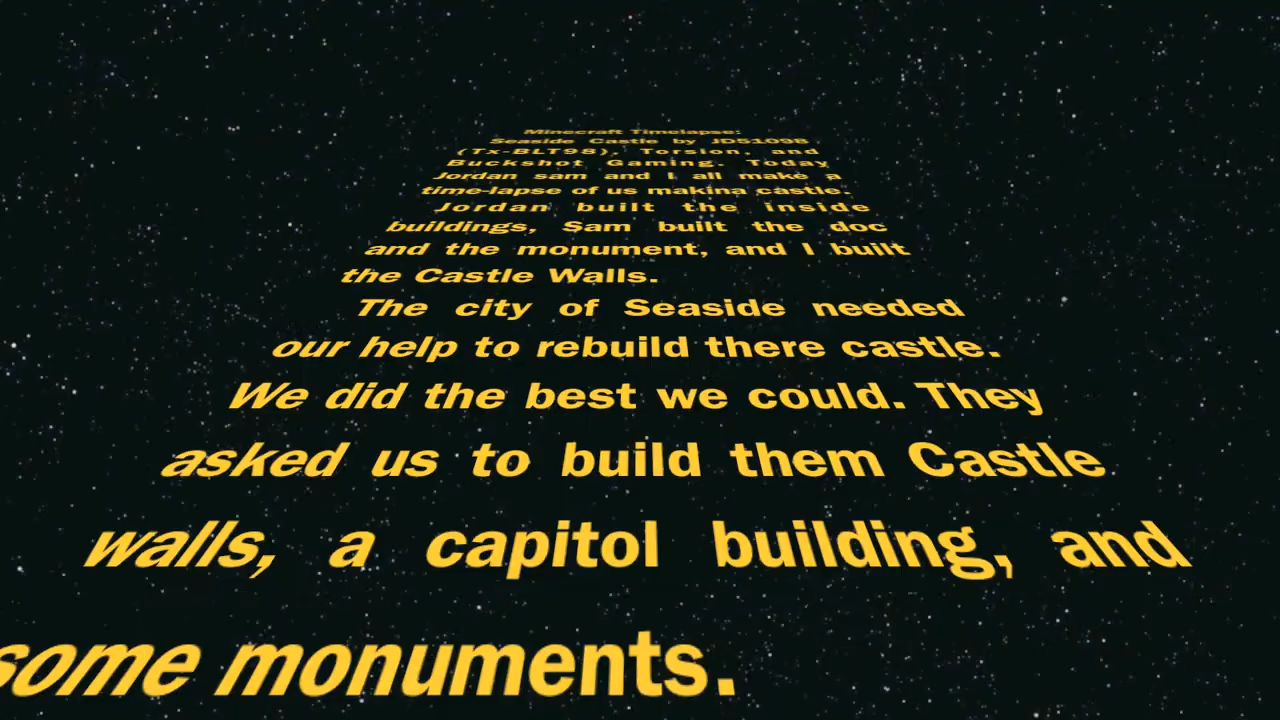 Minecraft Timelapse:
Seaside Castle by JDS1098
(Tx-BLT98), Torsion, and
Buckshot Gaming. Today
Jordan sam and I all make a
time-lapse of us making castle.
Jordan built the inside
buildings, Sam built the doc
and the monument, and I built
the Castle Walls.
The city of Seaside needed
our help to rebuild there castle.
We did the best we could. They
asked us to build them Castle
walls, a capitol building, and
some monuments.